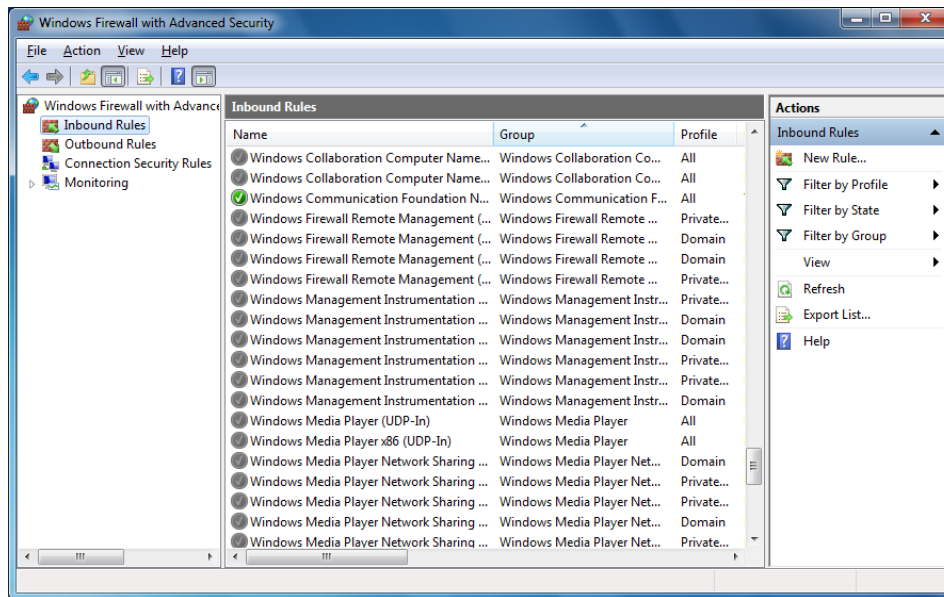 Windows Firewall with Advanced Security
File Action View Help
Windows Firewall with Advance
Inbound Rules
Outbound Rules
Connection Security Rules
Monitoring
Inbound Rules
Name Group Profile
Windows Collaboration Computer Name... Windows Collaboration Co... All
Windows Collaboration Computer Name... Windows Collaboration Co... All
Windows Communication Foundation N... Windows Communication F... All
Windows Firewall Remote Management (... Windows Firewall Remote ... Private...
Windows Firewall Remote Management (... Windows Firewall Remote ... Domain
Windows Firewall Remote Management (... Windows Firewall Remote ... Domain
Windows Firewall Remote Management (... Windows Firewall Remote ... Private...
Windows Management Instrumentation ... Windows Management Instr... Private...
Windows Management Instrumentation ... Windows Management Instr... Domain
Windows Management Instrumentation ... Windows Management Instr... Domain
Windows Management Instrumentation ... Windows Management Instr... Private...
Windows Management Instrumentation ... Windows Management Instr... Private...
Windows Management Instrumentation ... Windows Management Instr... Domain
Windows Media Player (UDP-In) Windows Media Player All
Windows Media Player x86 (UDP-In) Windows Media Player All
Windows Media Player Network Sharing ... Windows Media Player Net... Domain
Windows Media Player Network Sharing ... Windows Media Player Net... Private...
Windows Media Player Network Sharing ... Windows Media Player Net... Private...
Windows Media Player Network Sharing ... Windows Media Player Net... Domain
Windows Media Player Network Sharing ... Windows Media Player Net... Private...
Actions
Inbound Rules
New Rule...
Filter by Profile
Filter by State
Filter by Group
View
Refresh
Export List...
Help